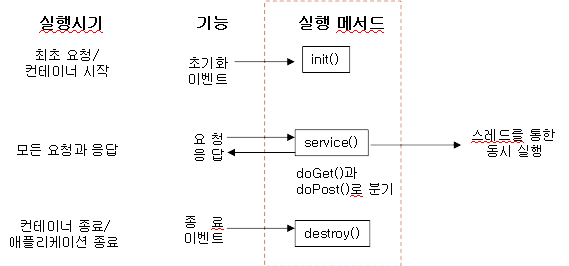 실행시기 기능 실행 메서드
최초 요청/
컨테이너 시작
초기화
이벤트
init()
모든 요청과 응답
요 청
응 답
service()
스레드를 통한
동시 실행
doGet()과
doPost()로 분기
컨테이너 종료/
애플리케이션 종료
종 료
이벤트
destroy()